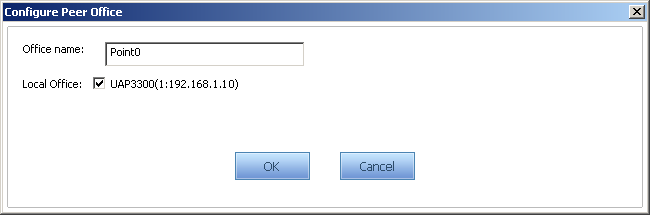 Configure Peer Office
Office name: Point0
Local Office: UAP3300(1:192.168.1.10)
OK Cancel